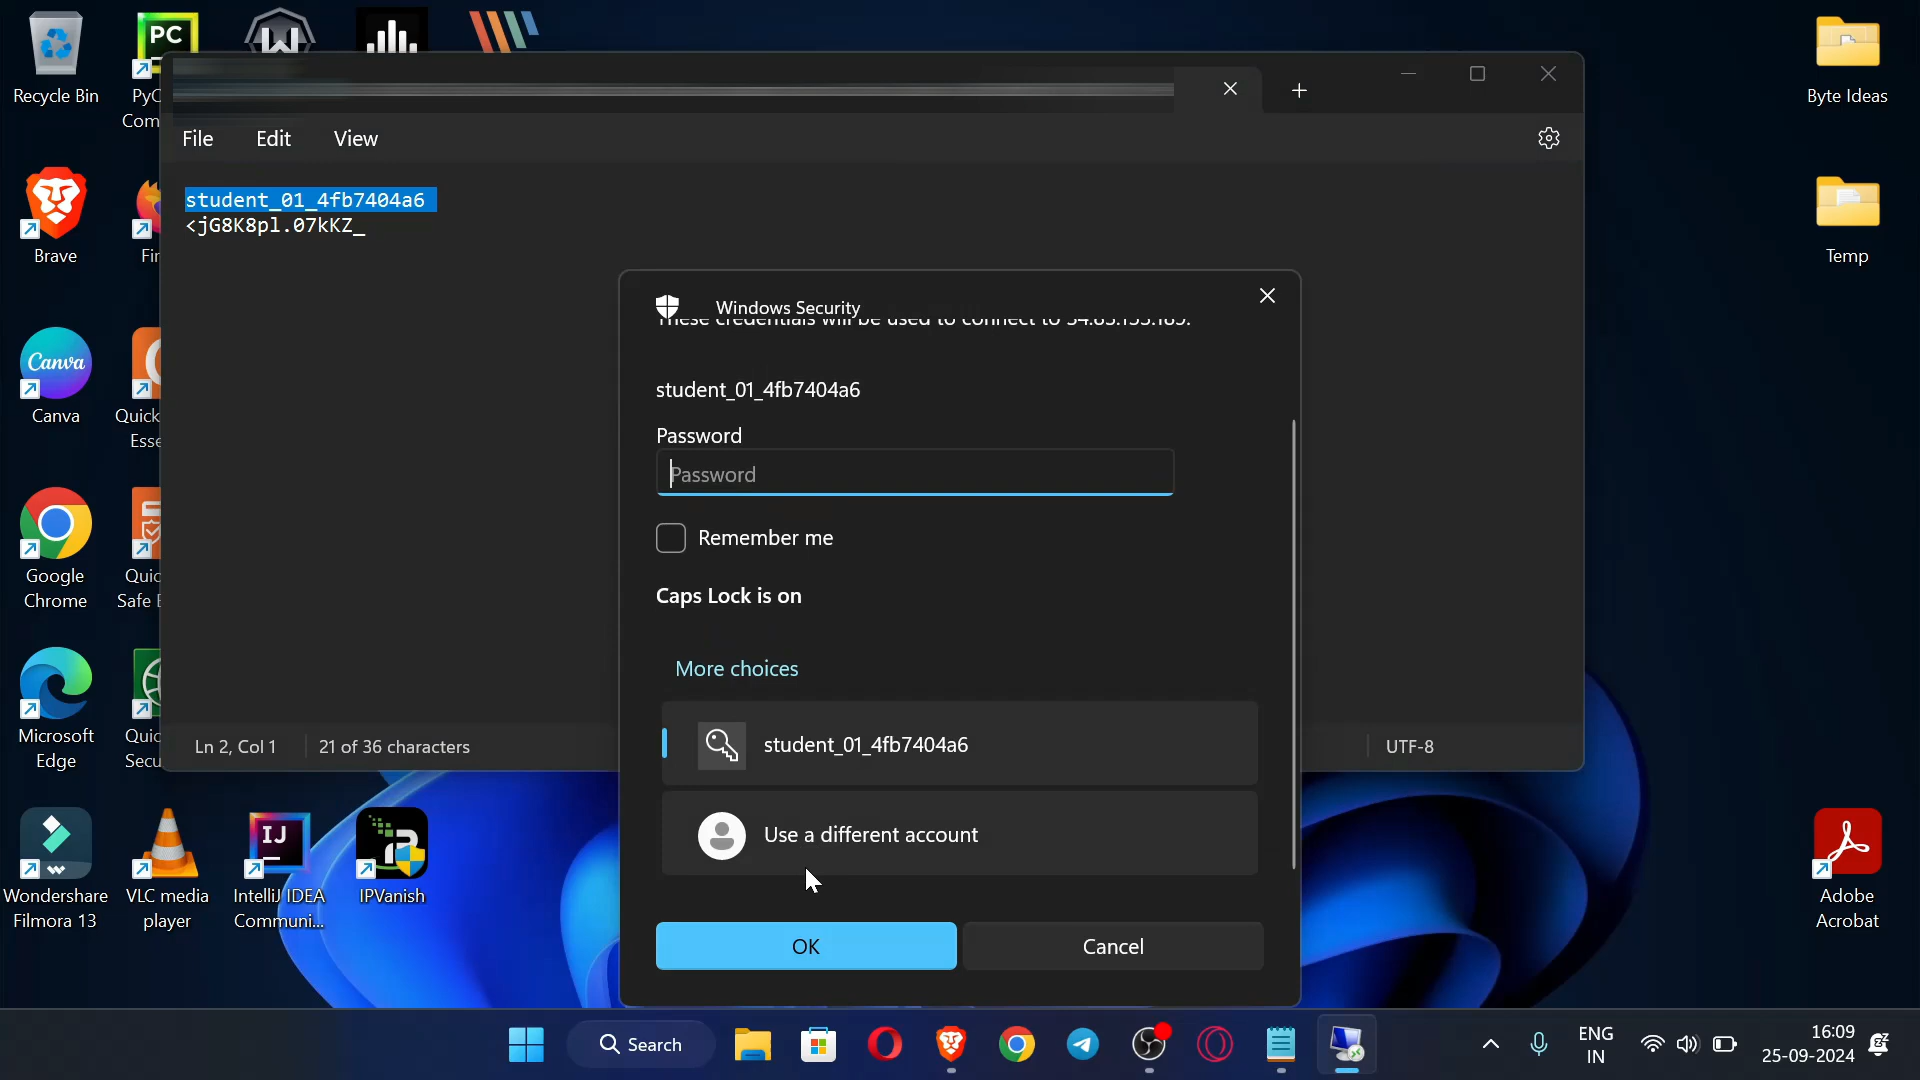 Recycle Bin
PC
PyC
Com
W
File
Edit
View
student_01_4fb7404a6
<jG8K8pl.07kKZ_
Windows Security
student_01_4fb7404a6
Password
Password
Remember me
Caps Lock is on
More choices
student_01_4fb7404a6
Use a different account
OK
Cancel
Ln 2, Col 1
21 of 36 characters
UTF-8
Brave
Fir
Canva
Canva
Quick
Esse
Google
Chrome
Quic
Safe
Microsoft
Edge
Quic
Secu
Wondershare
Filmora 13
VLC media
player
IJ
IntelliJ IDEA
Communi...
IPVanish
Byte Ideas
Temp
Adobe
Acrobat
Search
ENG
IN
16:09
25-09-2024